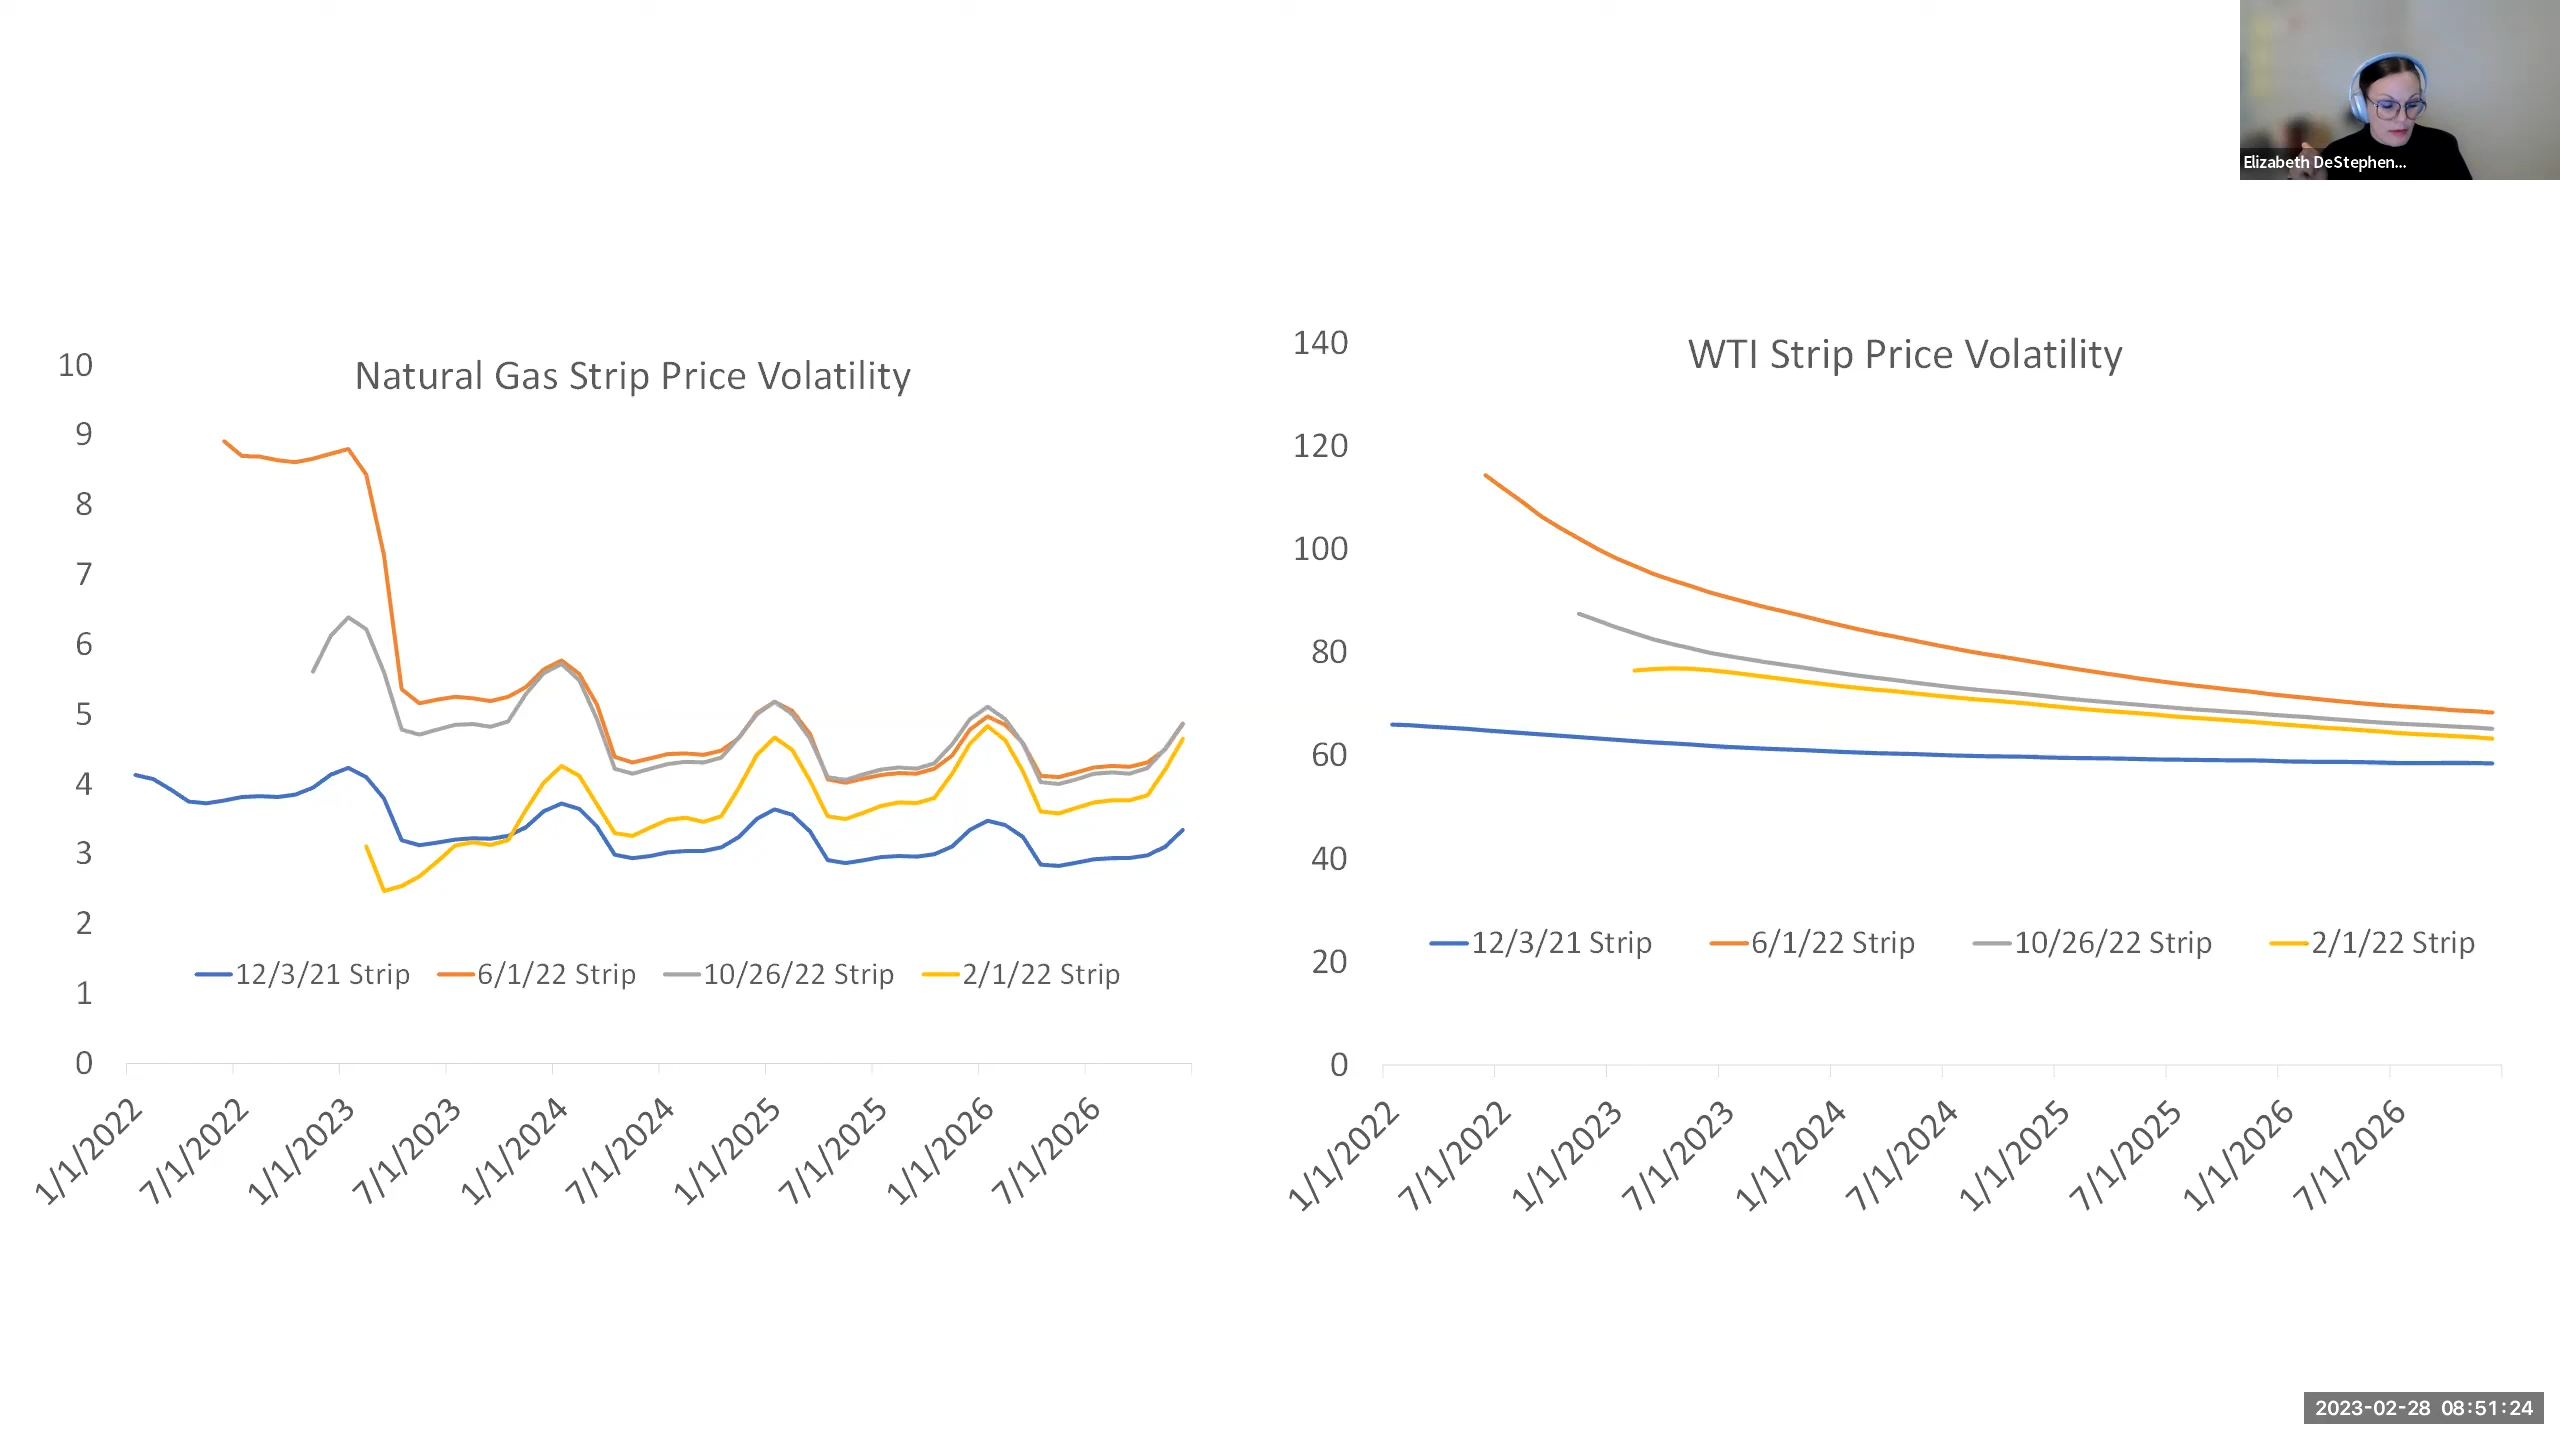 Elizabeth DeStephen...
Natural Gas Strip Price Volatility
10
9
8
7
6
5
4
3
2
1
0
12/3/21 Strip 6/1/22 Strip 10/26/22 Strip 2/1/22 Strip
1/1/2022 7/1/2022 1/1/2023 7/1/2023 1/1/2024 7/1/2024 1/1/2025 7/1/2025 1/1/2026 7/1/2026
WTI Strip Price Volatility
140
120
100
80
60
40
20
0
12/3/21 Strip 6/1/22 Strip 10/26/22 Strip 2/1/22 Strip
1/1/2022 7/1/2022 1/1/2023 7/1/2023 1/1/2024 7/1/2024 1/1/2025 7/1/2025 1/1/2026 7/1/2026
2023-02-28 08:51:24